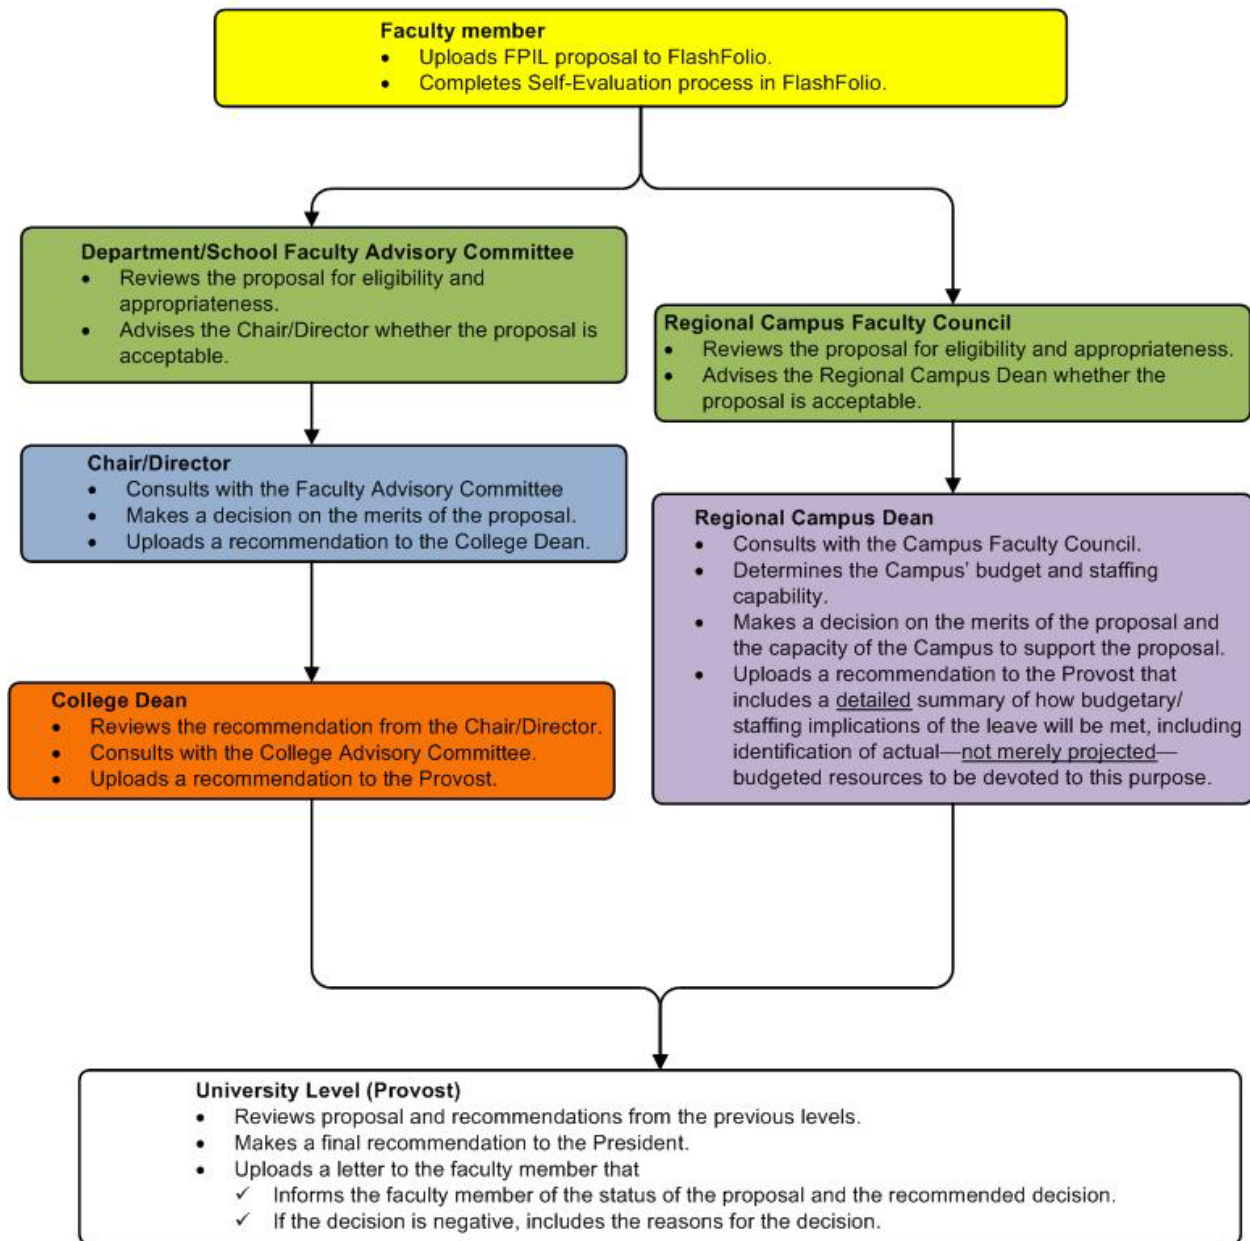 Faculty member
• Uploads FPIL proposal to FlashFolio.
• Completes Self-Evaluation process in FlashFolio.
Department/School Faculty Advisory Committee
• Reviews the proposal for eligibility and
appropriateness.
• Advises the Chair/Director whether the proposal is
acceptable.
Regional Campus Faculty Council
• Reviews the proposal for eligibility and appropriateness.
• Advises the Regional Campus Dean whether the
proposal is acceptable.
Chair/Director
• Consults with the Faculty Advisory Committee
• Makes a decision on the merits of the proposal.
• Uploads a recommendation to the College Dean.
Regional Campus Dean
• Consults with the Campus Faculty Council.
• Determines the Campus’ budget and staffing
capability.
• Makes a decision on the merits of the proposal and
the capacity of the Campus to support the proposal.
• Uploads a recommendation to the Provost that
includes a detailed summary of how budgetary/
staffing implications of the leave will be met, including
identification of actual—not merely projected—
budgeted resources to be devoted to this purpose.
College Dean
• Reviews the recommendation from the Chair/Director.
• Consults with the College Advisory Committee.
• Uploads a recommendation to the Provost.
University Level (Provost)
• Reviews proposal and recommendations from the previous levels.
• Makes a final recommendation to the President.
• Uploads a letter to the faculty member that
✓ Informs the faculty member of the status of the proposal and the recommended decision.
✓ If the decision is negative, includes the reasons for the decision.